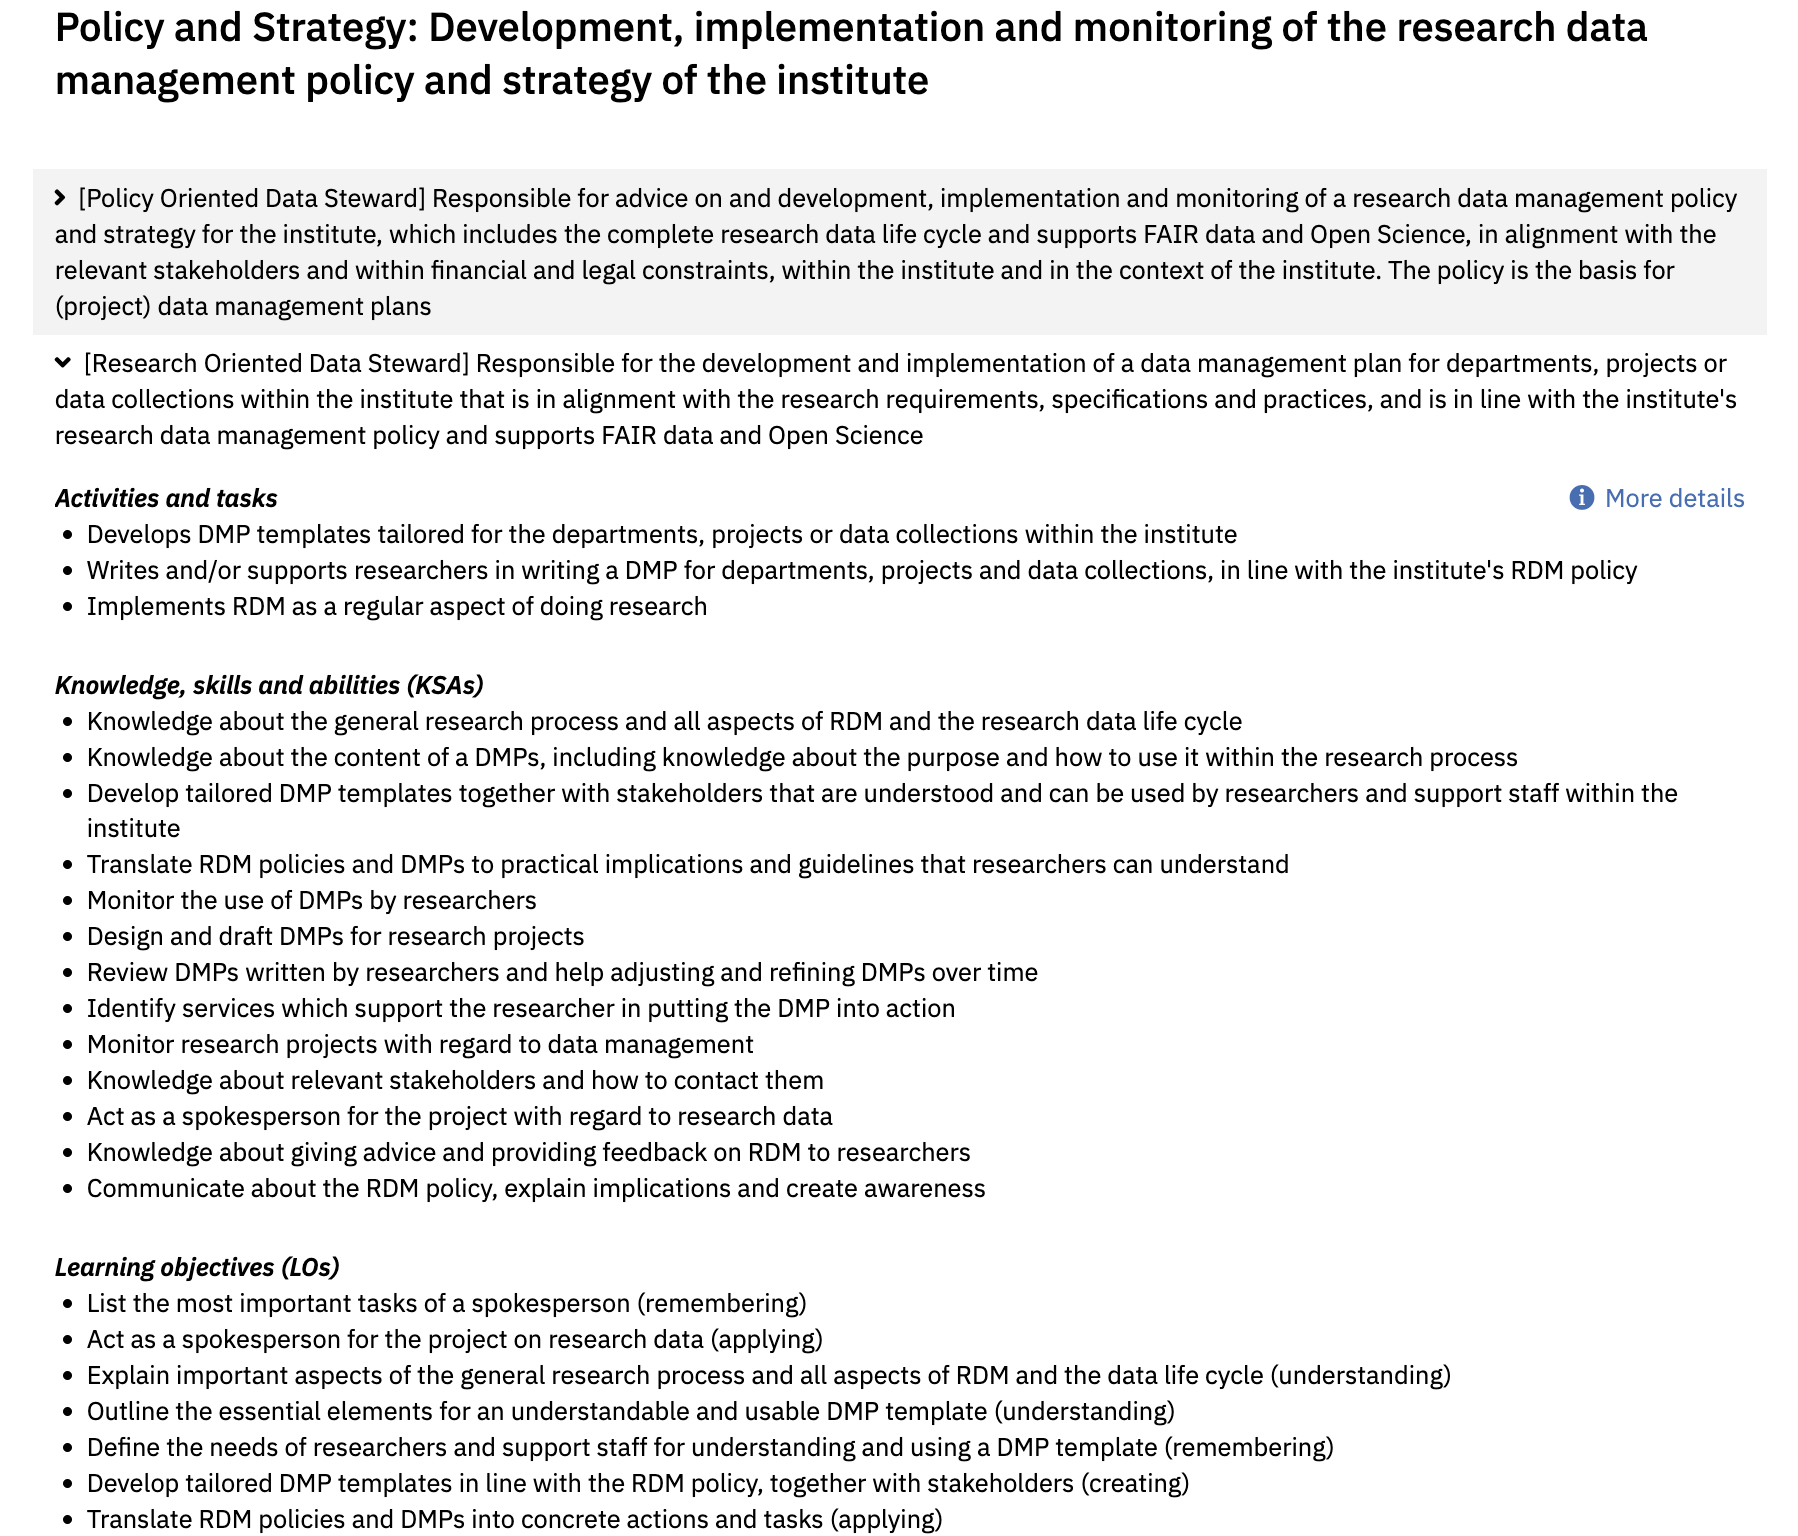 Policy and Strategy: Development, implementation and monitoring of the research data
management policy and strategy of the institute
[Policy Oriented Data Steward] Responsible for advice on and development, implementation and monitoring of a research data management policy
and strategy for the institute, which includes the complete research data life cycle and supports FAIR data and Open Science, in alignment with the
relevant stakeholders and within financial and legal constraints, within the institute and in the context of the institute. The policy is the basis for
(project) data management plans
[Research Oriented Data Steward] Responsible for the development and implementation of a data management plan for departments, projects or
data collections within the institute that is in alignment with the research requirements, specifications and practices, and is in line with the institute's
research data management policy and supports FAIR data and Open Science
Activities and tasks
More details
• Develops DMP templates tailored for the departments, projects or data collections within the institute
• Writes and/or supports researchers in writing a DMP for departments, projects and data collections, in line with the institute's RDM policy
• Implements RDM as a regular aspect of doing research
Knowledge, skills and abilities (KSAs)
• Knowledge about the general research process and all aspects of RDM and the research data life cycle
• Knowledge about the content of a DMPs, including knowledge about the purpose and how to use it within the research process
• Develop tailored DMP templates together with stakeholders that are understood and can be used by researchers and support staff within the
institute
• Translate RDM policies and DMPs to practical implications and guidelines that researchers can understand
• Monitor the use of DMPs by researchers
• Design and draft DMPs for research projects
• Review DMPs written by researchers and help adjusting and refining DMPs over time
• Identify services which support the researcher in putting the DMP into action
• Monitor research projects with regard to data management
• Knowledge about relevant stakeholders and how to contact them
• Act as a spokesperson for the project with regard to research data
• Knowledge about giving advice and providing feedback on RDM to researchers
• Communicate about the RDM policy, explain implications and create awareness
Learning objectives (LOs)
• List the most important tasks of a spokesperson (remembering)
• Act as a spokesperson for the project on research data (applying)
• Explain important aspects of the general research process and all aspects of RDM and the data life cycle (understanding)
• Outline the essential elements for an understandable and usable DMP template (understanding)
• Define the needs of researchers and support staff for understanding and using a DMP template (remembering)
• Develop tailored DMP templates in line with the RDM policy, together with stakeholders (creating)
• Translate RDM policies and DMPs into concrete actions and tasks (applying)